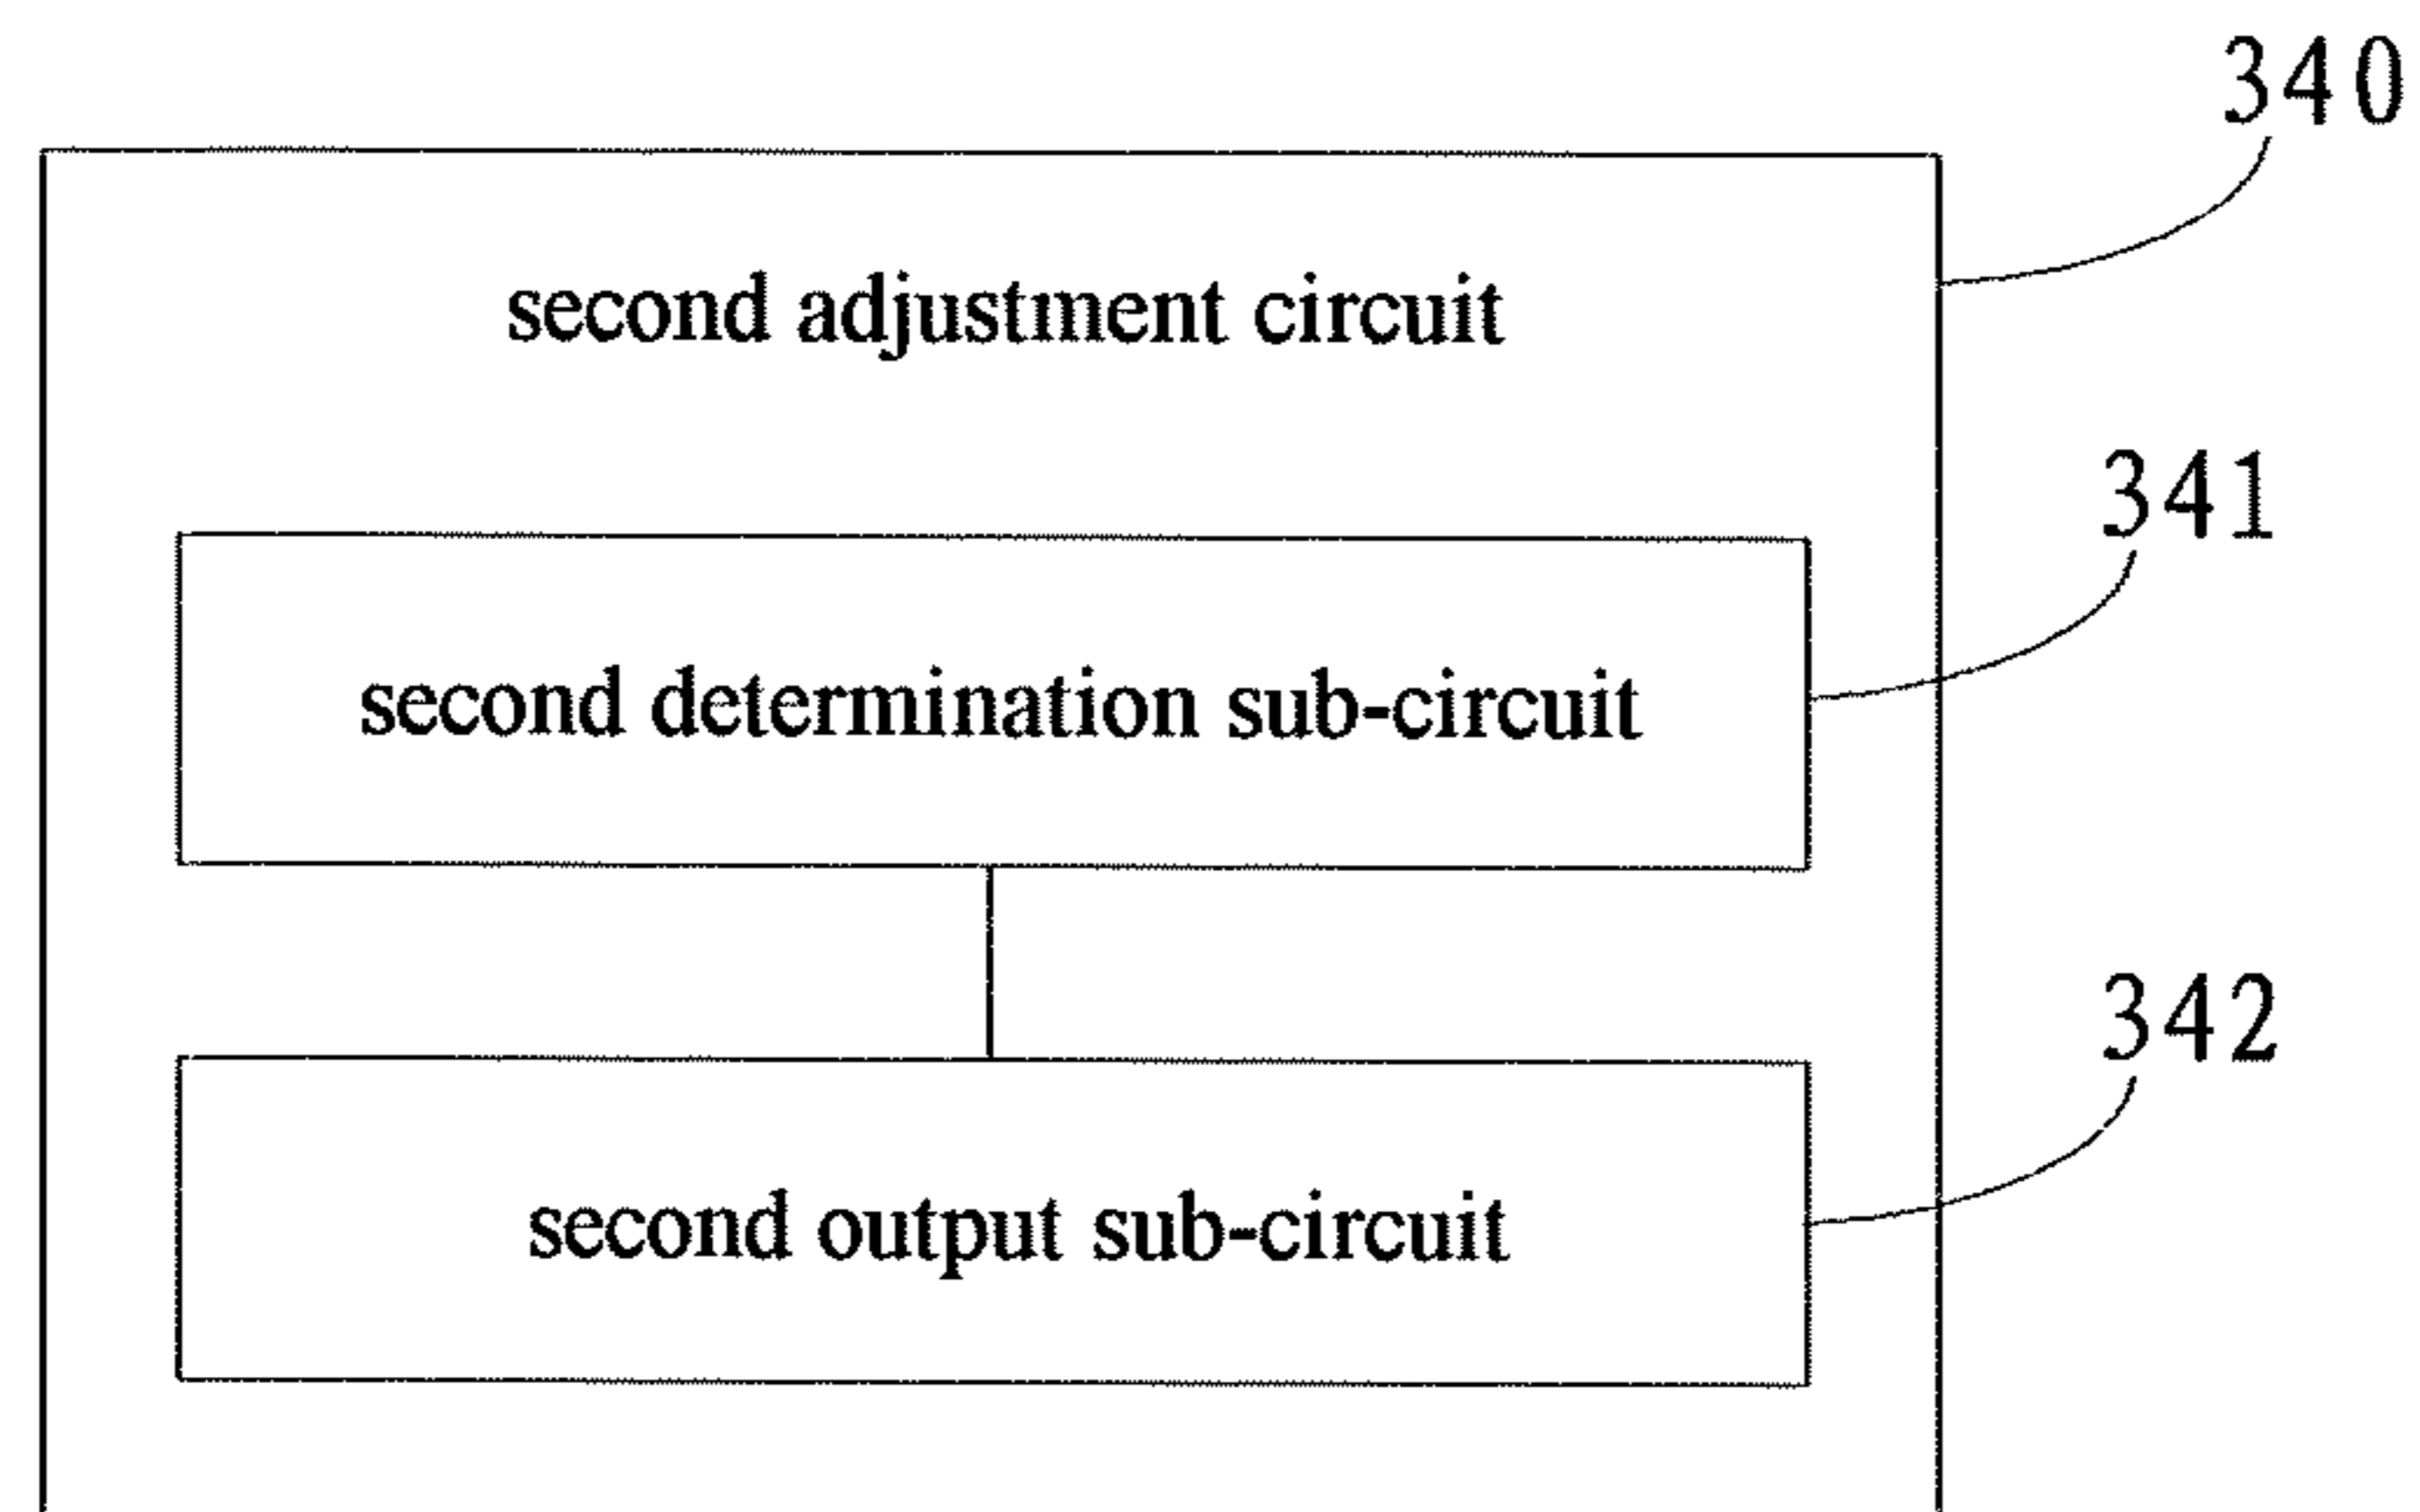 340
second adjustment circuit
341
second determination sub-circuit
342
second output sub-circuit